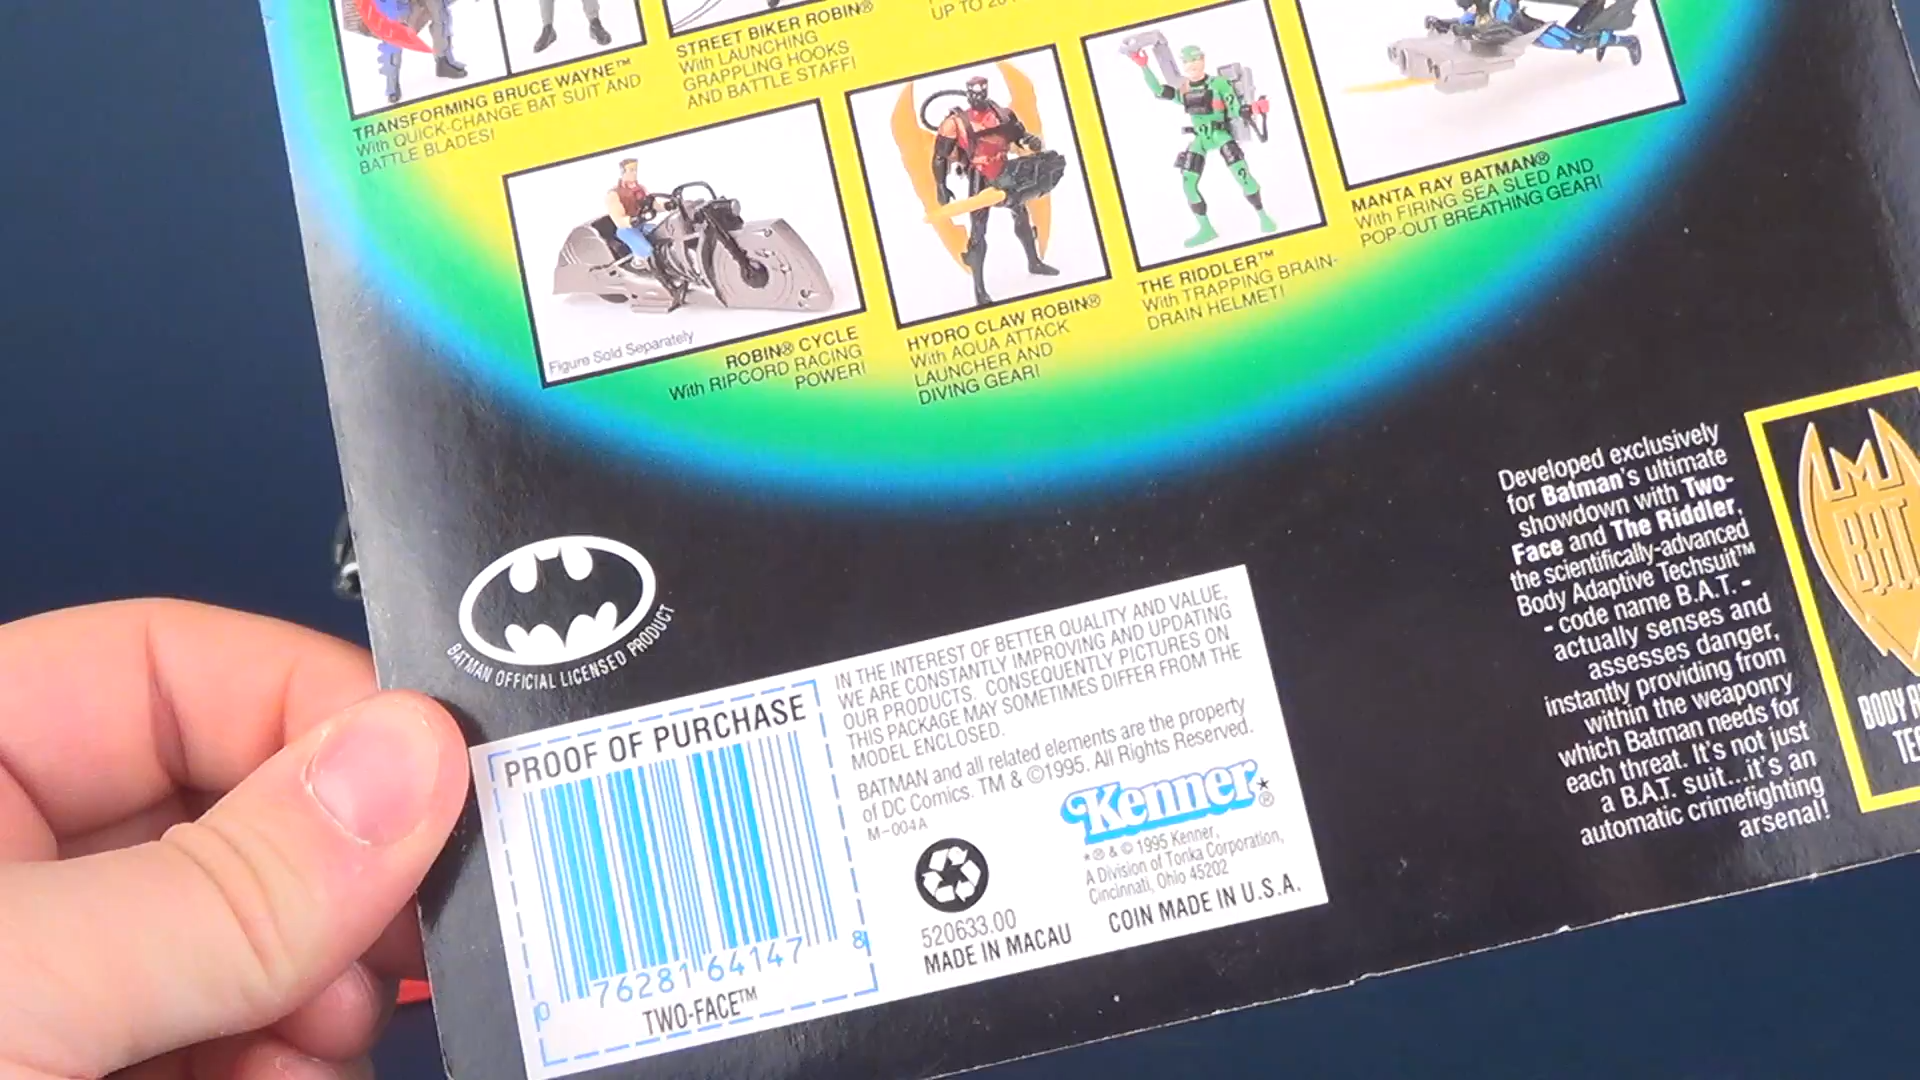 TRANSFORMING BRUCE WAYNE™
With QUICK-CHANGE BAT SUIT AND
BATTLE BLADES!
STREET BIKER ROBIN®
With LAUNCHING
GRAPPLING HOOKS
AND BATTLE STAFF!
UP TO
Figure Sold Separately
ROBIN® CYCLE
With RIPCORD RACING
POWER!
HYDRO CLAW ROBIN®
With AQUA ATTACK
LAUNCHER AND
DIVING GEAR!
THE RIDDLER™
With TRAPPING BRAIN-
DRAIN HELMET!
MANTA RAY BATMAN®
With FIRING SEA SLED AND
POP-OUT BREATHING GEAR!
BATMAN OFFICIAL LICENSED PRODUCT
PROOF OF PURCHASE
0 76281 64147 8
TWO-FACE™
IN THE INTEREST OF BETTER QUALITY AND VALUE,
WE ARE CONSTANTLY IMPROVING AND UPDATING
OUR PRODUCTS. CONSEQUENTLY PICTURES ON
THIS PACKAGE MAY SOMETIMES DIFFER FROM THE
MODEL ENCLOSED.
BATMAN and all related elements are the property
of DC Comics. TM & ©1995. All Rights Reserved.
M-004A
Kenner★®
★® & © 1995 Kenner,
A Division of Tonka Corporation,
Cincinnati, Ohio 45202
520633.00
MADE IN MACAU
COIN MADE IN U.S.A.
Developed exclusively
for Batman's ultimate
showdown with Two-
Face and The Riddler,
the scientifically-advanced
Body Adaptive Techsuit™
- code name B.A.T. -
- actually senses and
assesses danger,
instantly providing from
within the weaponry
which Batman needs for
each threat. It's not just
a B.A.T. suit...it's an
automatic crimefighting
arsenal!
BAT
BODY